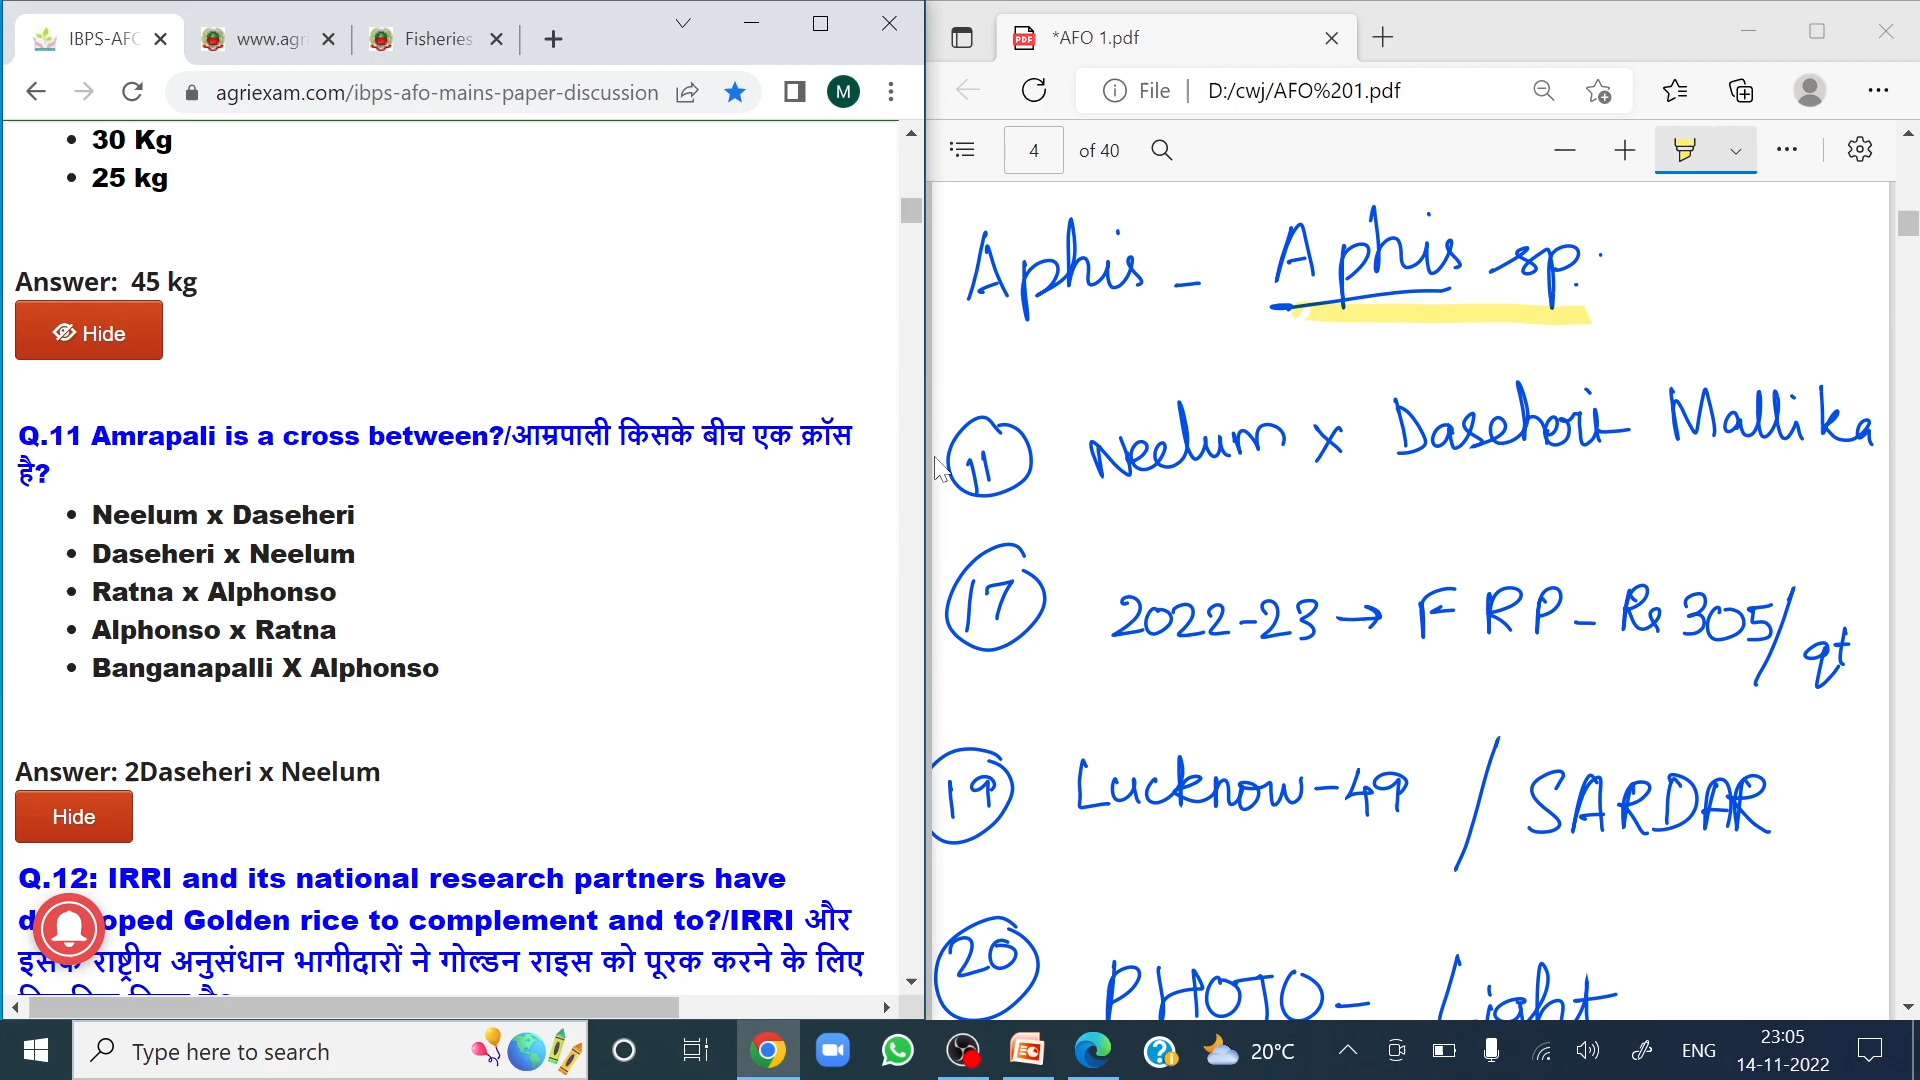 IBPS-AFC
www.agri
Fisheries
agriexam.com/ibps-afo-mains-paper-discussion
M
30 Kg
25 kg
Answer:  45 kg
Hide
Q.11 Amrapali is a cross between?/आम्रपाली किसके बीच एक क्रॉस
है?
Neelum x Daseheri
Daseheri x Neelum
Ratna x Alphonso
Alphonso x Ratna
Banganapalli X Alphonso
Answer: 2Daseheri x Neelum
Hide
Q.12: IRRI and its national research partners have
oped Golden rice to complement and to?/IRRI और
राष्ट्रीय अनुसंधान भागीदारों ने गोल्डन राइस को पूरक करने के लिए
*AFO 1.pdf
File
D:/cwj/AFO%201.pdf
4 of 40
Aphis - Aphis sp.
11 Neelum x Dasehori Mallika
17 2022-23 → FRP - Rs 305/
qt
19 Lucknow-49 / SARDAR
20 PHOTO - Light
Type here to search
20°C
ENG
23:05
14-11-2022